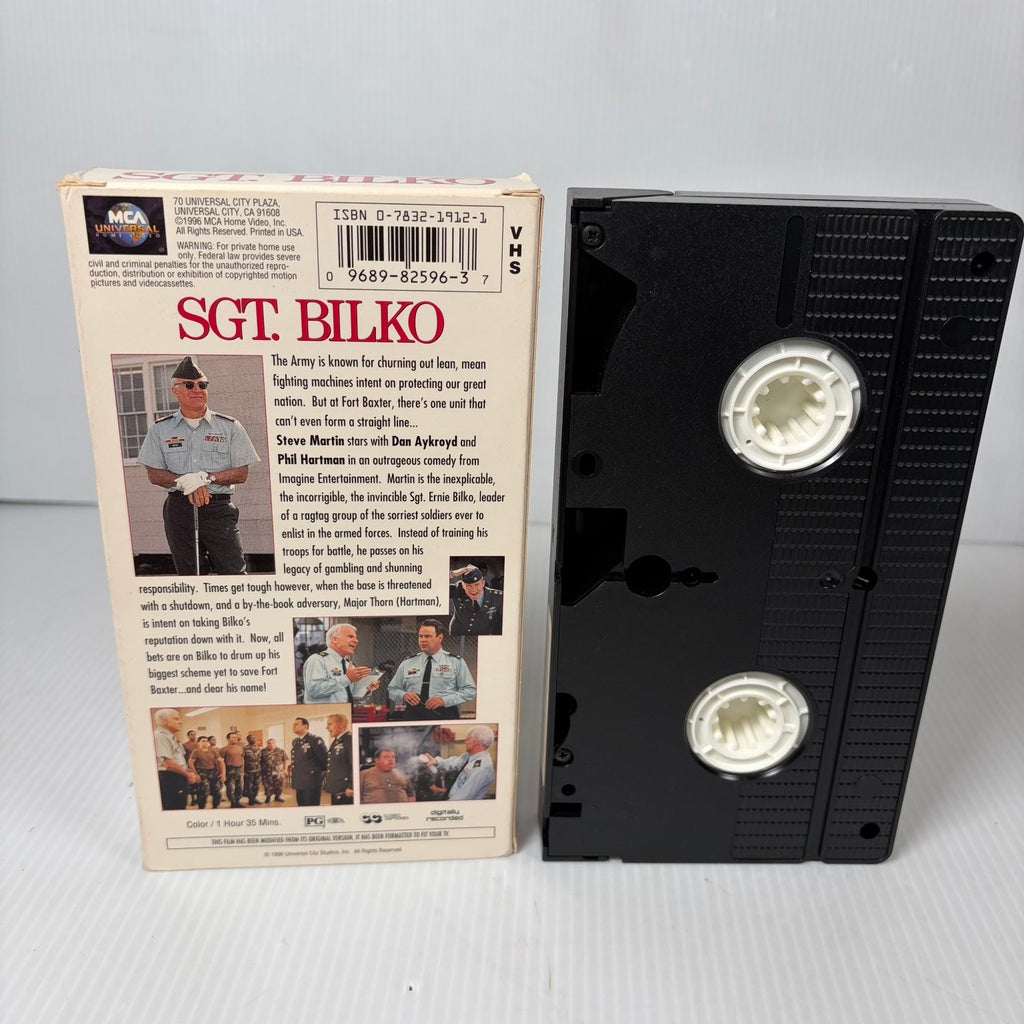 SGT. BILKO
MCA
UNIVERSAL
HOME VIDEO
70 UNIVERSAL CITY PLAZA,
UNIVERSAL CITY, CA 91608
©1996 MCA Home Video, Inc.
All Rights Reserved. Printed in USA.
WARNING: For private home use
only. Federal law provides severe
civil and criminal penalties for the unauthorized repro-
duction, distribution or exhibition of copyrighted motion
pictures and videocassettes.
ISBN 0-7832-1912-1
0 9689-82596-3 7
VHS
SGT. BILKO
The Army is known for churning out lean, mean
fighting machines intent on protecting our great
nation. But at Fort Baxter, there's one unit that
can't even form a straight line...
Steve Martin stars with Dan Aykroyd and
Phil Hartman in an outrageous comedy from
Imagine Entertainment. Martin is the inexplicable,
the incorrigible, the invincible Sgt. Ernie Bilko, leader
of a ragtag group of the sorriest soldiers ever to
enlist in the armed forces. Instead of training his
troops for battle, he passes on his
legacy of gambling and shunning
responsibility. Times get tough however, when the base is threatened
with a shutdown, and a by-the-book adversary, Major Thorn (Hartman),
is intent on taking Bilko's
reputation down with it. Now, all
bets are on Bilko to drum up his
biggest scheme yet to save Fort
Baxter...and clear his name!
Color / 1 Hour 35 Mins. PG CC CLOSED CAPTIONED digitally recorded
THIS FILM HAS BEEN MODIFIED FROM ITS ORIGINAL VERSION. IT HAS BEEN FORMATTED TO FIT YOUR TV.
© 1996 Universal City Studios, Inc. All Rights Reserved.